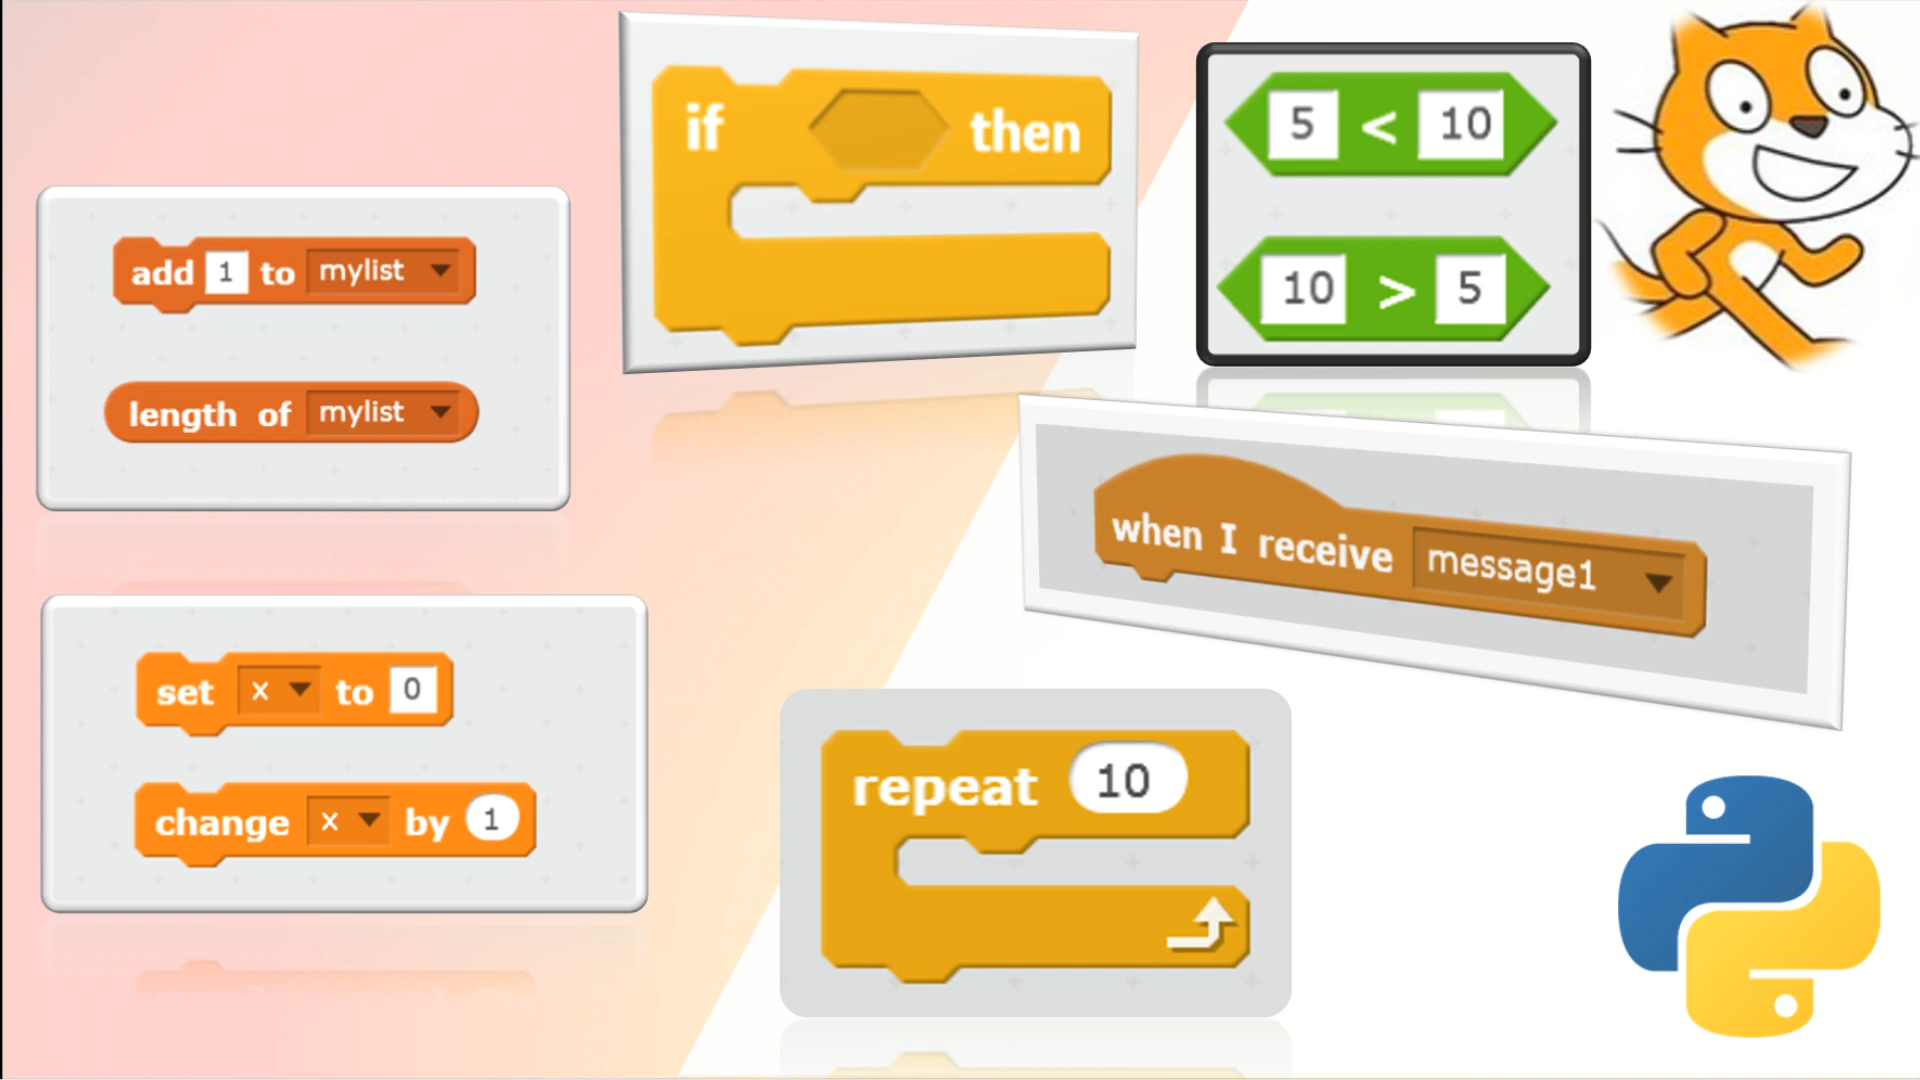 if then
5 < 10
10 > 5
add 1 to mylist
length of mylist
when I receive message1
set x to 0
change x by 1
repeat 10